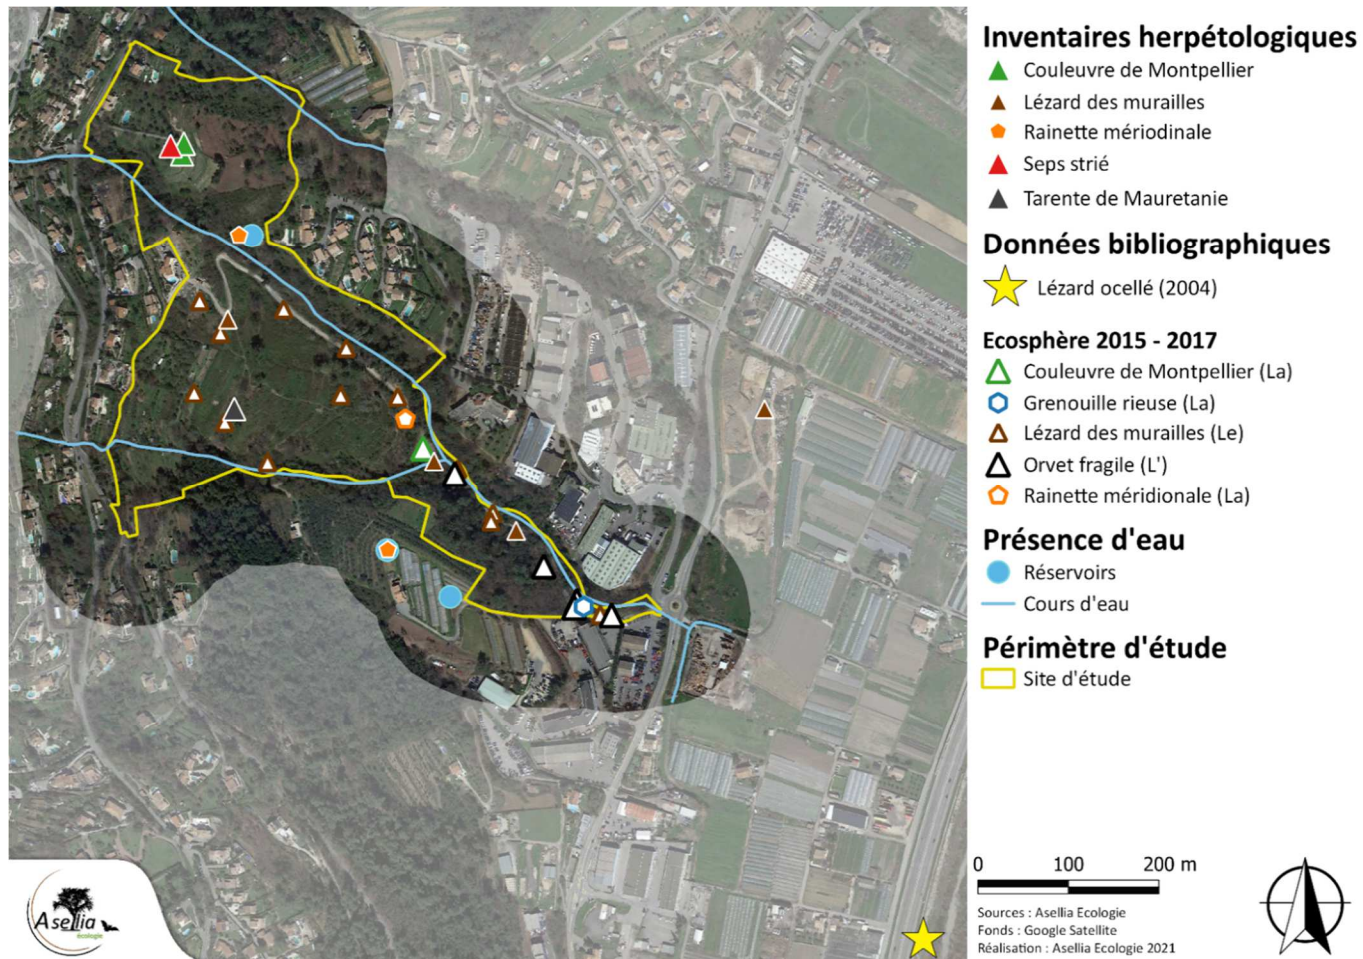 Inventaires herpétologiques
Couleuvre de Montpellier
Lézard des murailles
Rainette mériodinale
Seps strié
Tarente de Mauretanie
Données bibliographiques
Lézard ocellé (2004)
Ecosphère 2015 - 2017
Couleuvre de Montpellier (La)
Grenouille rieuse (La)
Lézard des murailles (Le)
Orvet fragile (L')
Rainette méridionale (La)
Présence d'eau
Réservoirs
Cours d'eau
Périmètre d'étude
Site d'étude
0 100 200 m
Sources : Asellia Ecologie
Fonds : Google Satellite
Réalisation : Asellia Ecologie 2021
Asellia
écologie